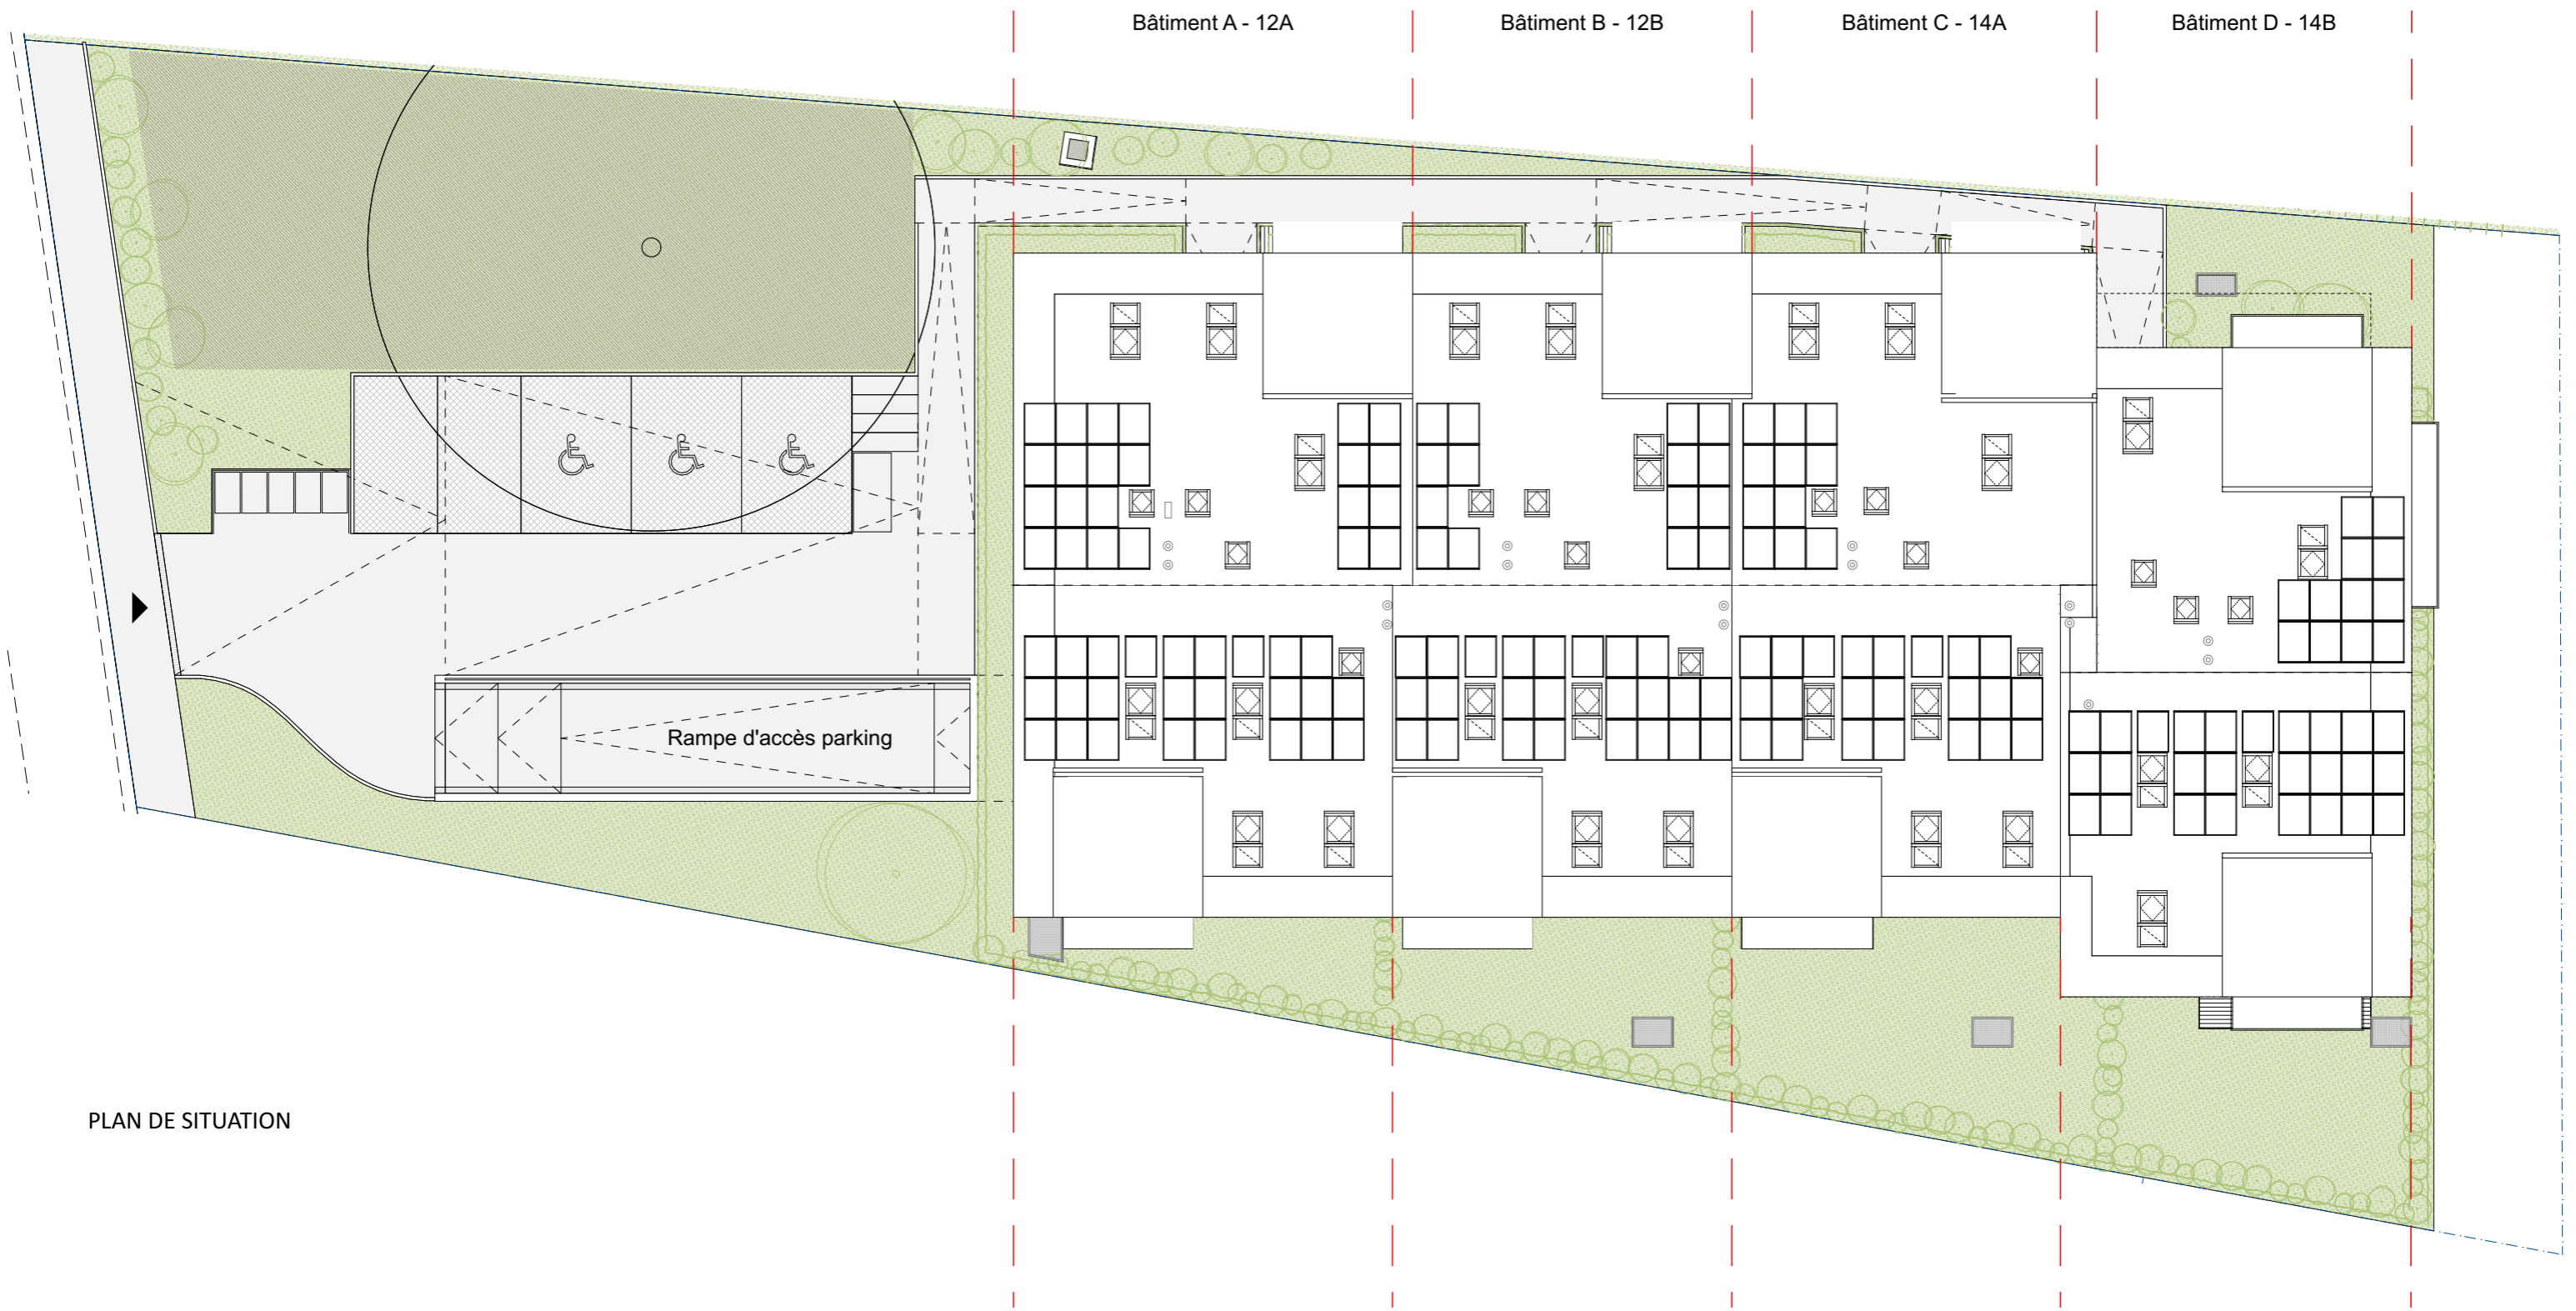 Bâtiment A - 12A
Bâtiment B - 12B
Bâtiment C - 14A
Bâtiment D - 14B
Rampe d'accès parking
PLAN DE SITUATION